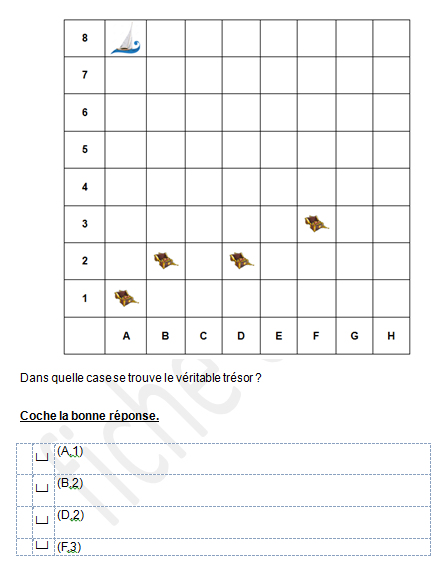 8
7
6
5
4
3
2
1
A B C D E F G H
Dans quelle case se trouve le véritable trésor ?
Coche la bonne réponse.
(A,1)
(B,2)
(D,2)
(F,3)
fiche